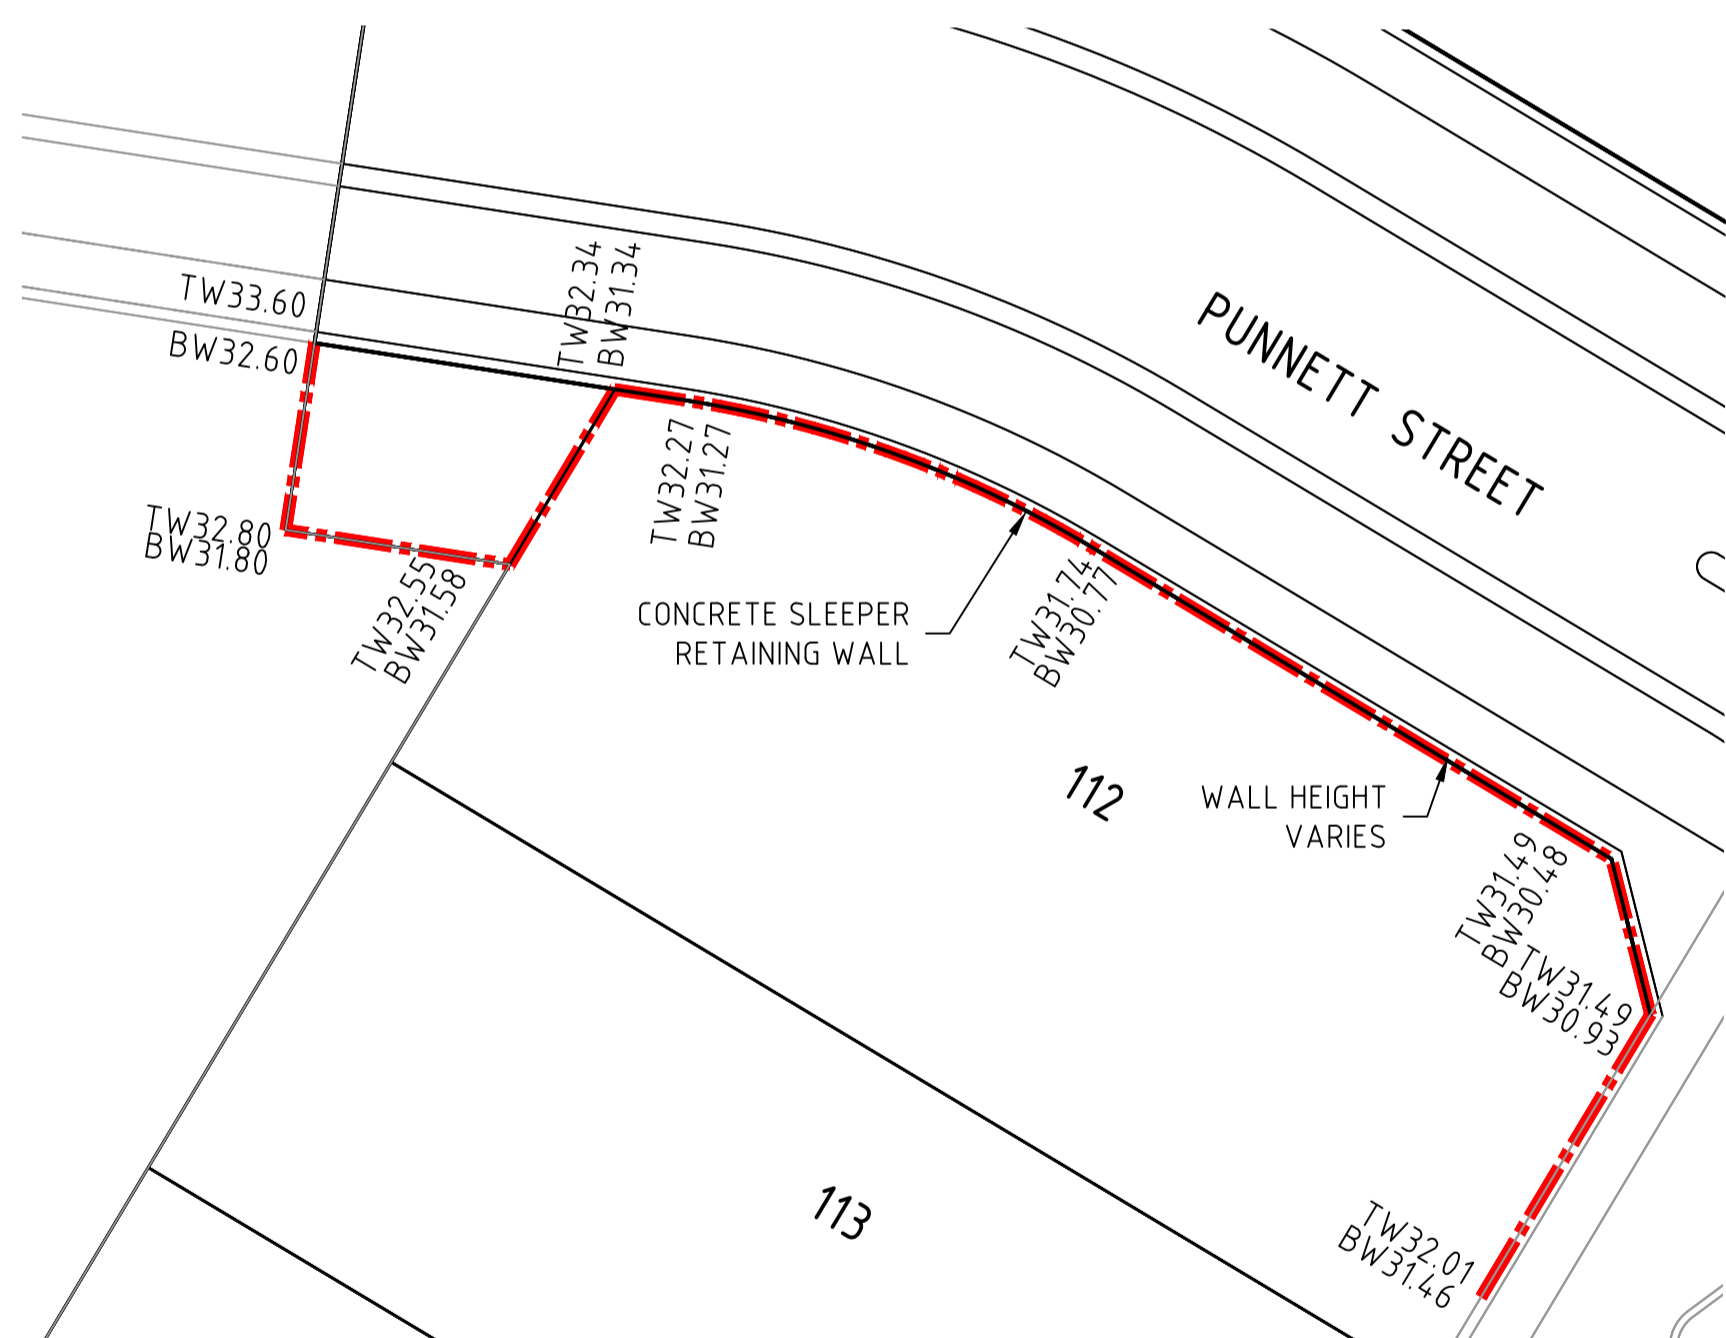 TW33.60
BW32.60
TW32.34
BW31.34
PUNNETT STREET
TW32.27
BW31.27
TW32.80
BW31.80
TW32.55
BW31.58
CONCRETE SLEEPER
RETAINING WALL
TW31.74
BW30.77
112
WALL HEIGHT
VARIES
TW31.49
BW30.48
TW31.49
BW30.93
113
TW32.01
BW31.46